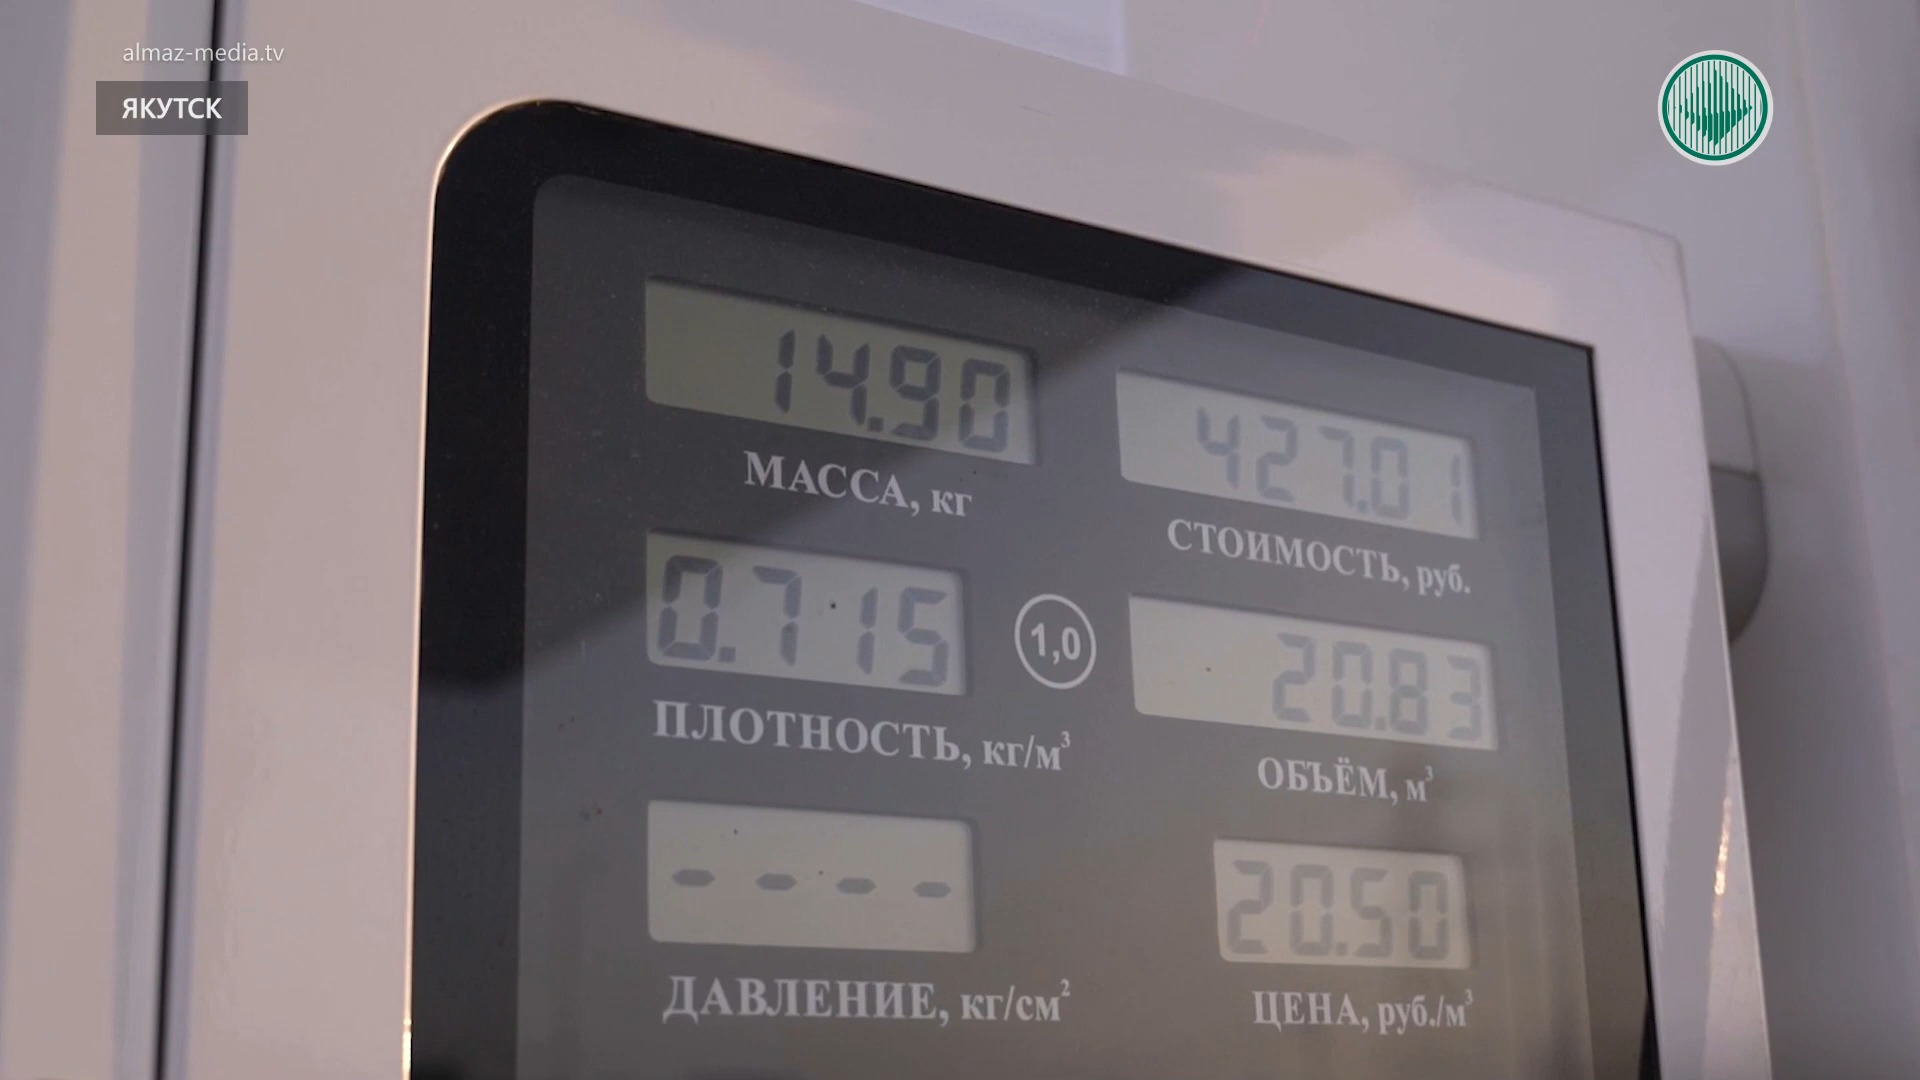 almaz-media.tv
ЯКУТСК
14.90
МАССА, кг
427.01
СТОИМОСТЬ, руб.
0.715
ПЛОТНОСТЬ, кг/м³
1,0
20.83
ОБЪЁМ, м³
----
ДАВЛЕНИЕ, кг/см²
20.50
ЦЕНА, руб./м³